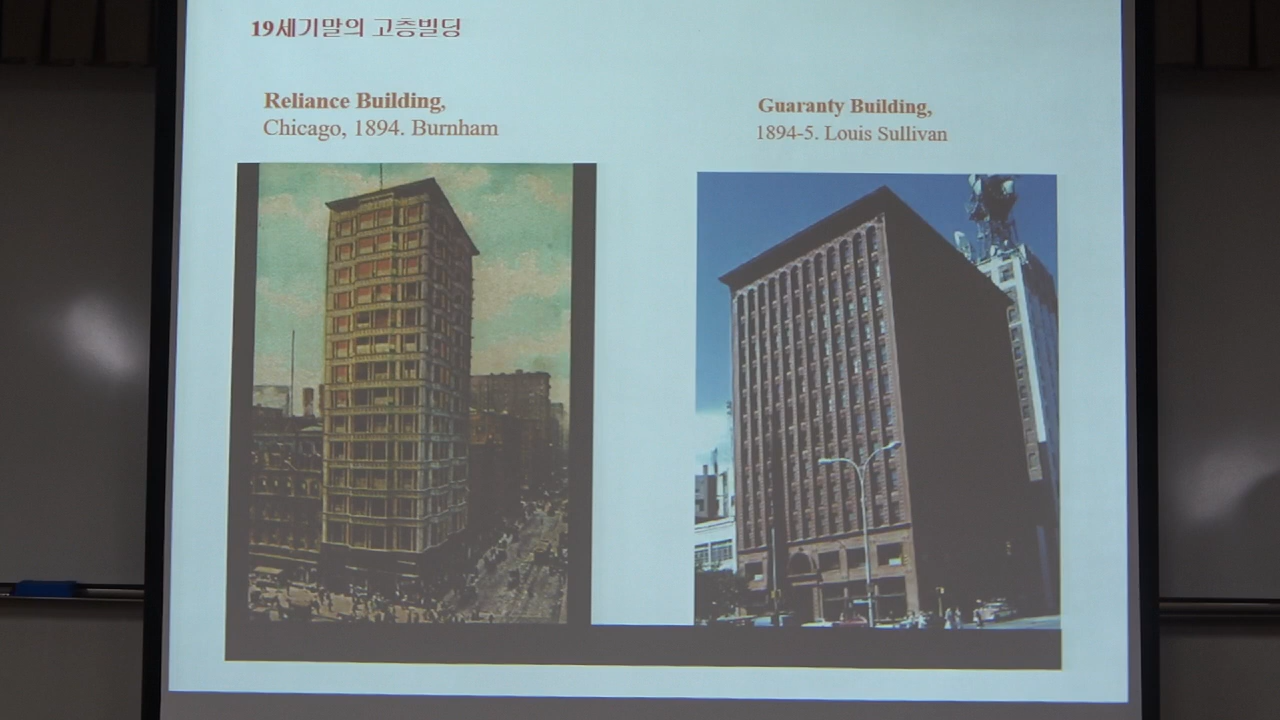 19세기말의 고층빌딩
Reliance Building,
Chicago, 1894. Burnham
Guaranty Building,
1894-5. Louis Sullivan